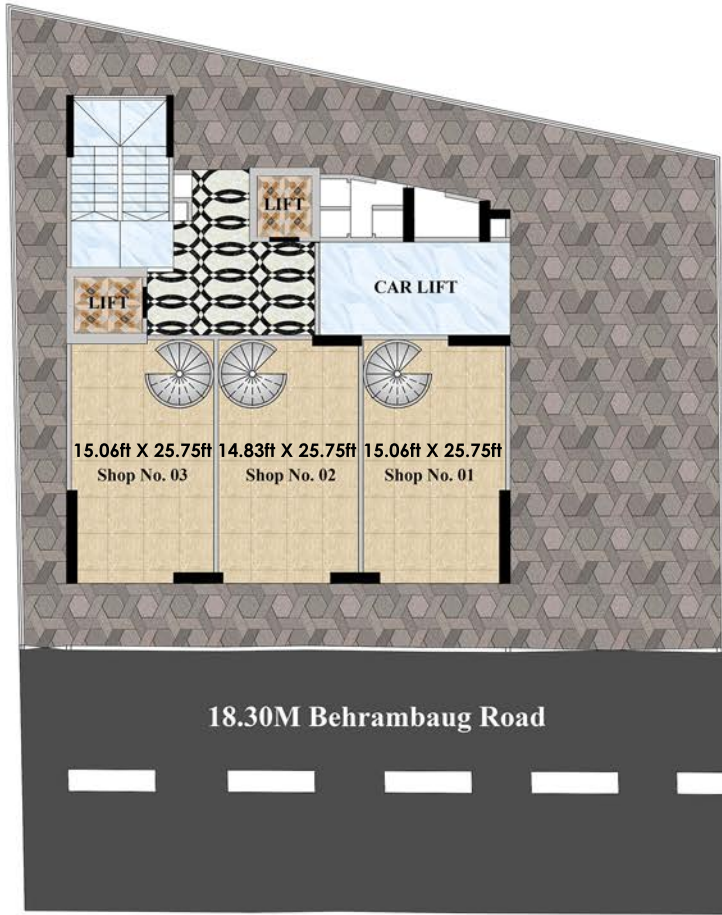 LIFT
LIFT
CAR LIFT
15.06ft X 25.75ft
Shop No. 03
14.83ft X 25.75ft
Shop No. 02
15.06ft X 25.75ft
Shop No. 01
18.30M Behrambaug Road